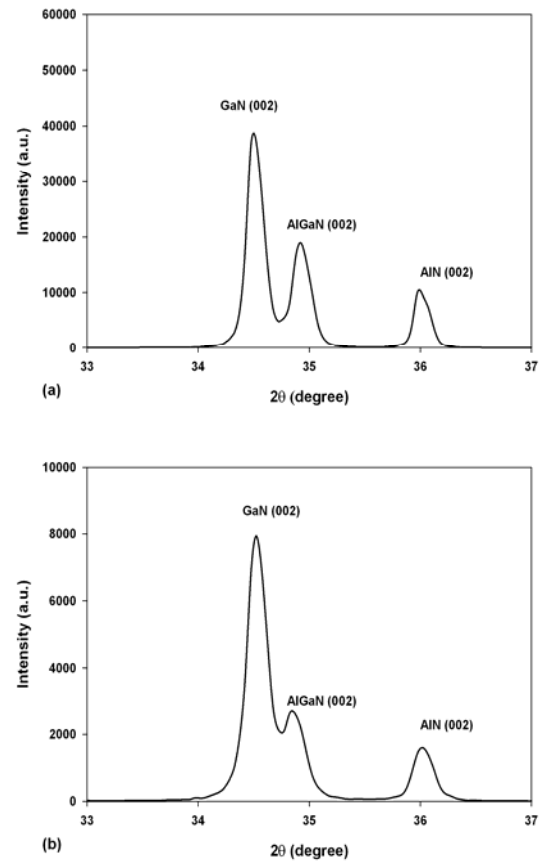 60000
50000
40000
30000
20000
10000
0
Intensity (a.u.)
GaN (002)
AlGaN (002)
AlN (002)
33 34 35 36 37
(a)
2θ (degree)
10000
8000
6000
4000
2000
0
Intensity (a.u.)
GaN (002)
AlGaN (002)
AlN (002)
33 34 35 36 37
(b)
2θ (degree)